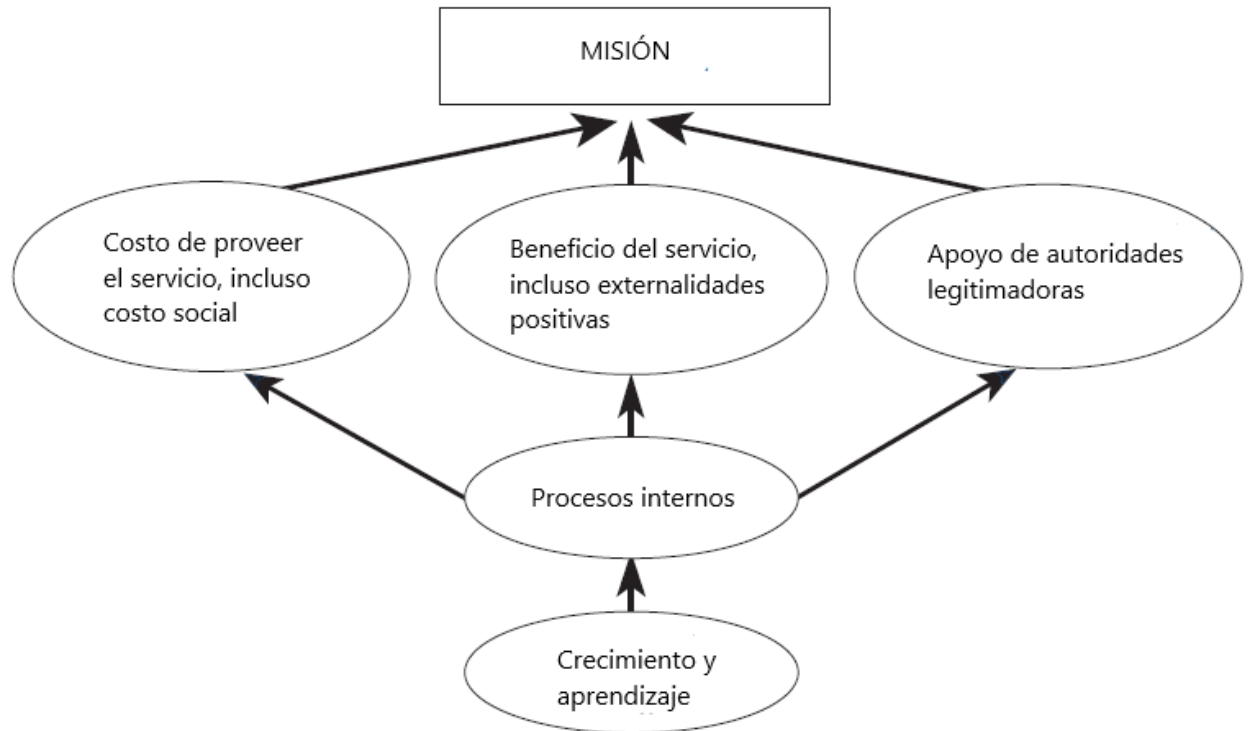 MISIÓN
Costo de proveer
el servicio, incluso
costo social
Beneficio del servicio,
incluso externalidades
positivas
Apoyo de autoridades
legitimadoras
Procesos internos
Crecimiento y
aprendizaje